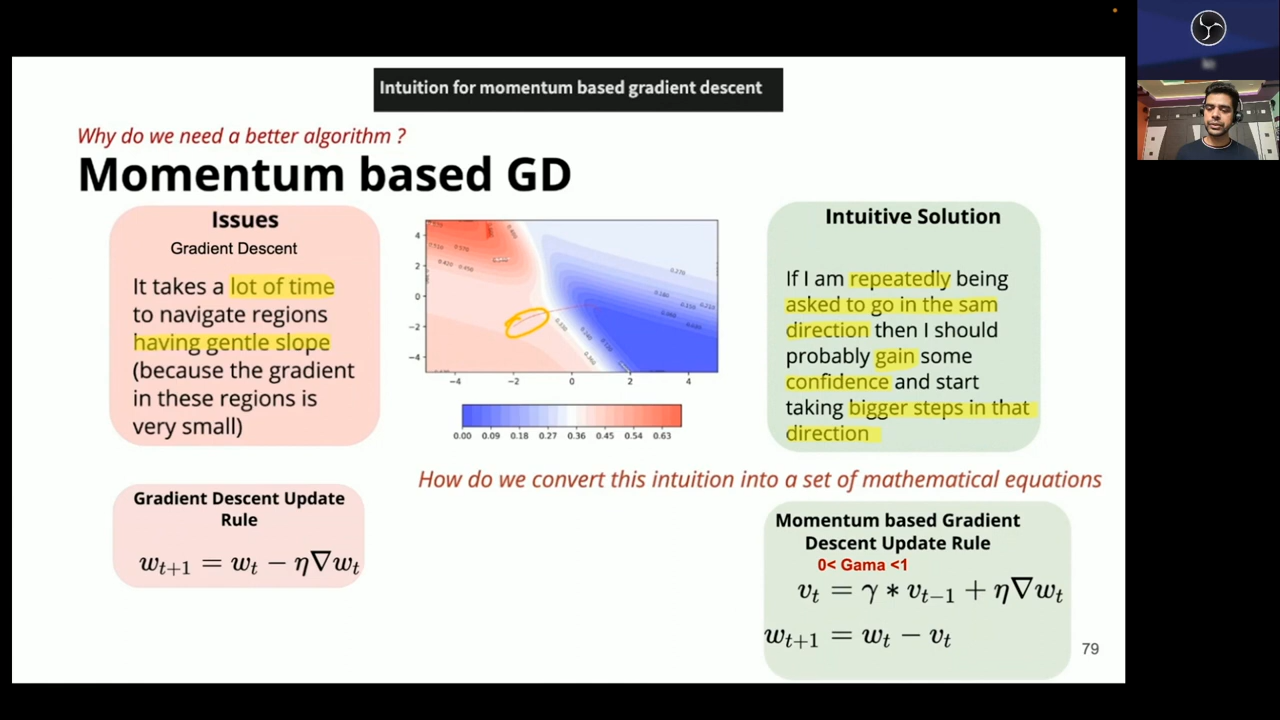 Intuition for momentum based gradient descent
Why do we need a better algorithm ?
Momentum based GD
Issues
Gradient Descent
It takes a lot of time
to navigate regions
having gentle slope
(because the gradient
in these regions is
very small)
4
2
0
−2
−4
−4
−2
0
2
4
0.00 0.09 0.18 0.27 0.36 0.45 0.54 0.63
Intuitive Solution
If I am repeatedly being
asked to go in the sam
direction then I should
probably gain some
confidence and start
taking bigger steps in that
direction
How do we convert this intuition into a set of mathematical equations
Gradient Descent Update
Rule
wₜ₊₁ = wₜ − η∇wₜ
Momentum based Gradient
Descent Update Rule
0< Gama <1
vₜ = γ ∗ vₜ₋₁ + η∇wₜ
wₜ₊₁ = wₜ − vₜ
79